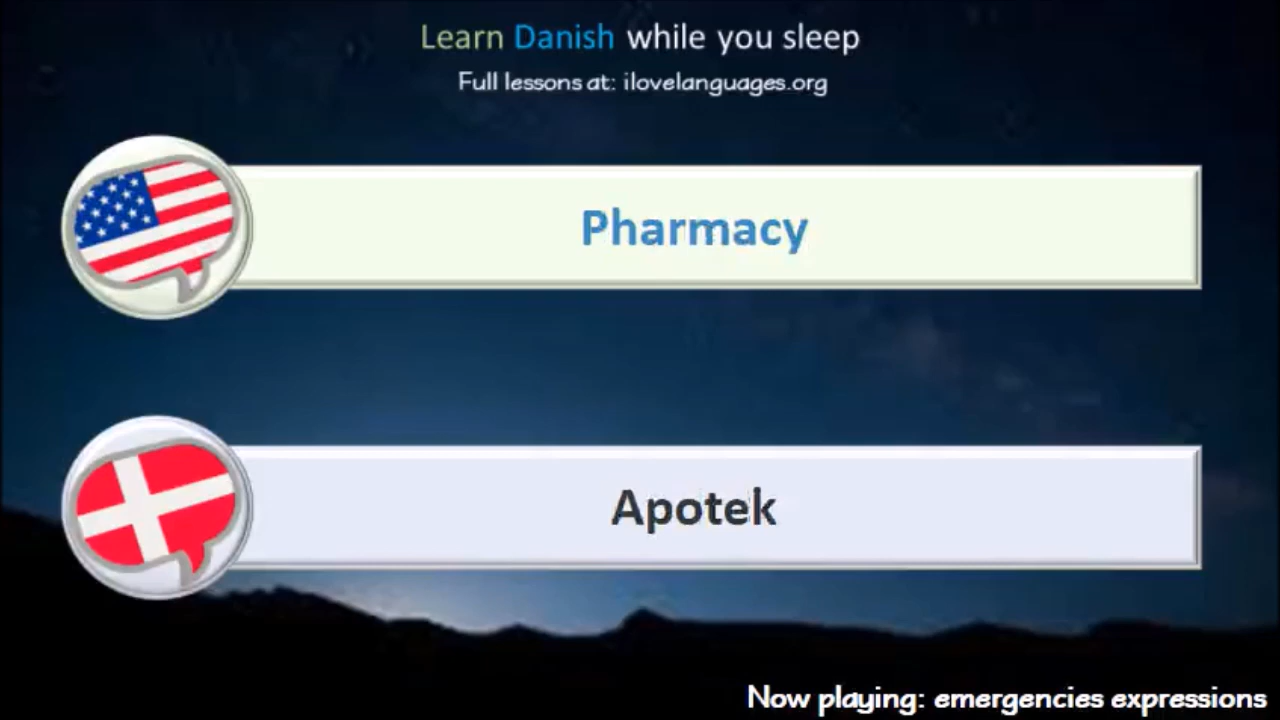 Learn Danish while you sleep
Full lessons at: ilovelanguages.org
Pharmacy
Apotek
Now playing: emergencies expressions